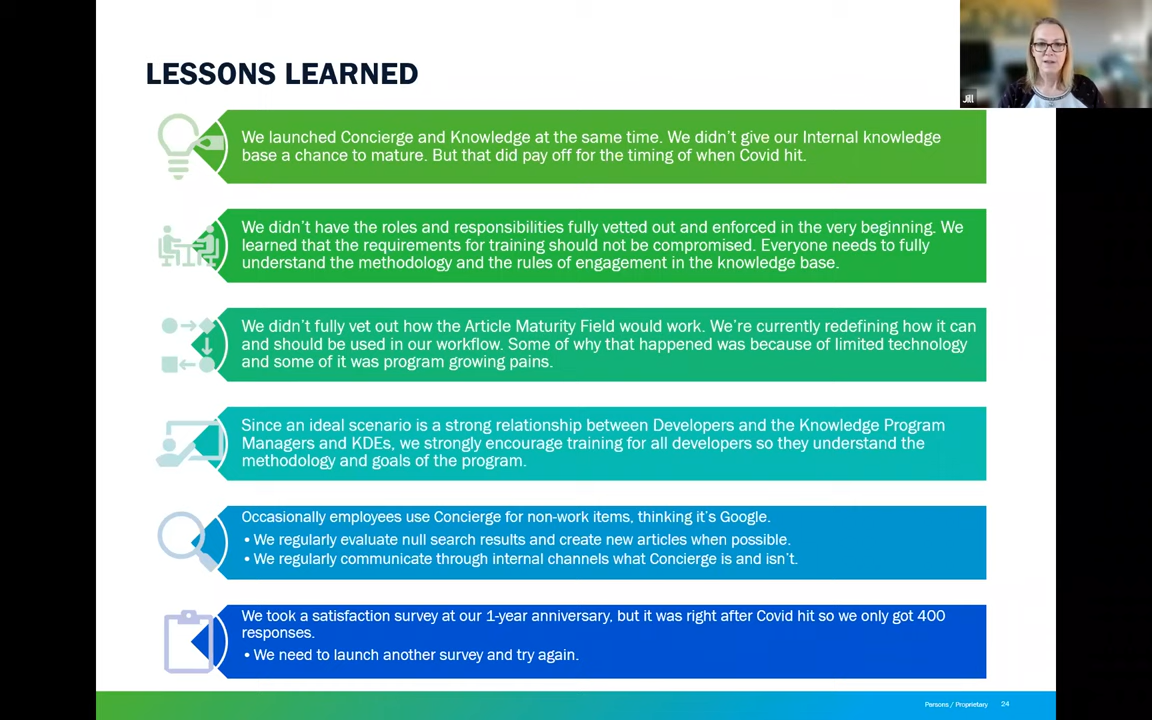 LESSONS LEARNED
Jill
We launched Concierge and Knowledge at the same time. We didn't give our Internal knowledge
base a chance to mature. But that did pay off for the timing of when Covid hit.
We didn't have the roles and responsibilities fully vetted out and enforced in the very beginning. We
learned that the requirements for training should not be compromised. Everyone needs to fully
understand the methodology and the rules of engagement in the knowledge base.
We didn't fully vet out how the Article Maturity Field would work. We're currently redefining how it can
and should be used in our workflow. Some of why that happened was because of limited technology
and some of it was program growing pains.
Since an ideal scenario is a strong relationship between Developers and the Knowledge Program
Managers and KDEs, we strongly encourage training for all developers so they understand the
methodology and goals of the program.
Occasionally employees use Concierge for non-work items, thinking it's Google.
• We regularly evaluate null search results and create new articles when possible.
• We regularly communicate through internal channels what Concierge is and isn't.
We took a satisfaction survey at our 1-year anniversary, but it was right after Covid hit so we only got 400
responses.
• We need to launch another survey and try again.
Persons / Proprietary 24